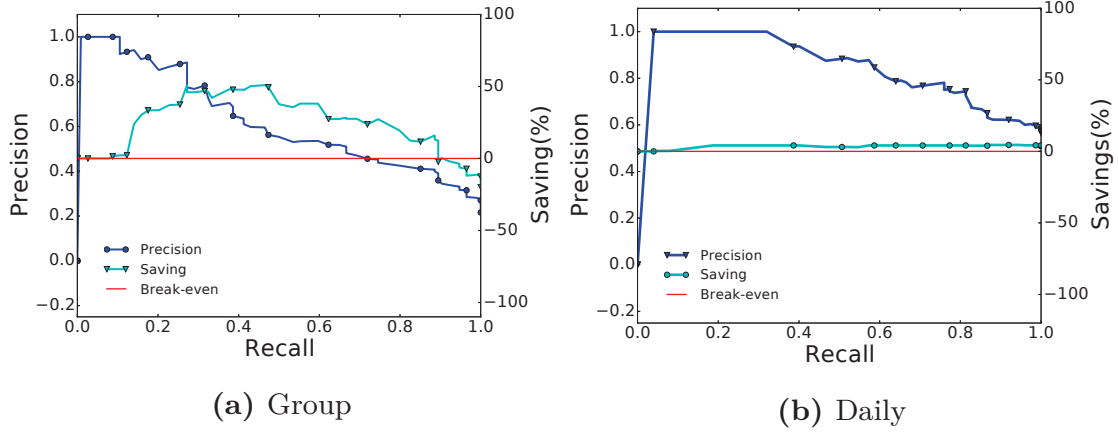 Precision
1.0
0.8
0.6
0.4
0.2
0.0
−0.2
0.0 0.2 0.4 0.6 0.8 1.0
Recall
100
50
0
−50
−100
Saving(%)
Precision
Saving
Break-even
(a) Group
Precision
1.0
0.8
0.6
0.4
0.2
0.0
−0.2
0.0 0.2 0.4 0.6 0.8 1.0
Recall
100
50
0
−50
−100
Savings(%)
Precision
Saving
Break-even
(b) Daily